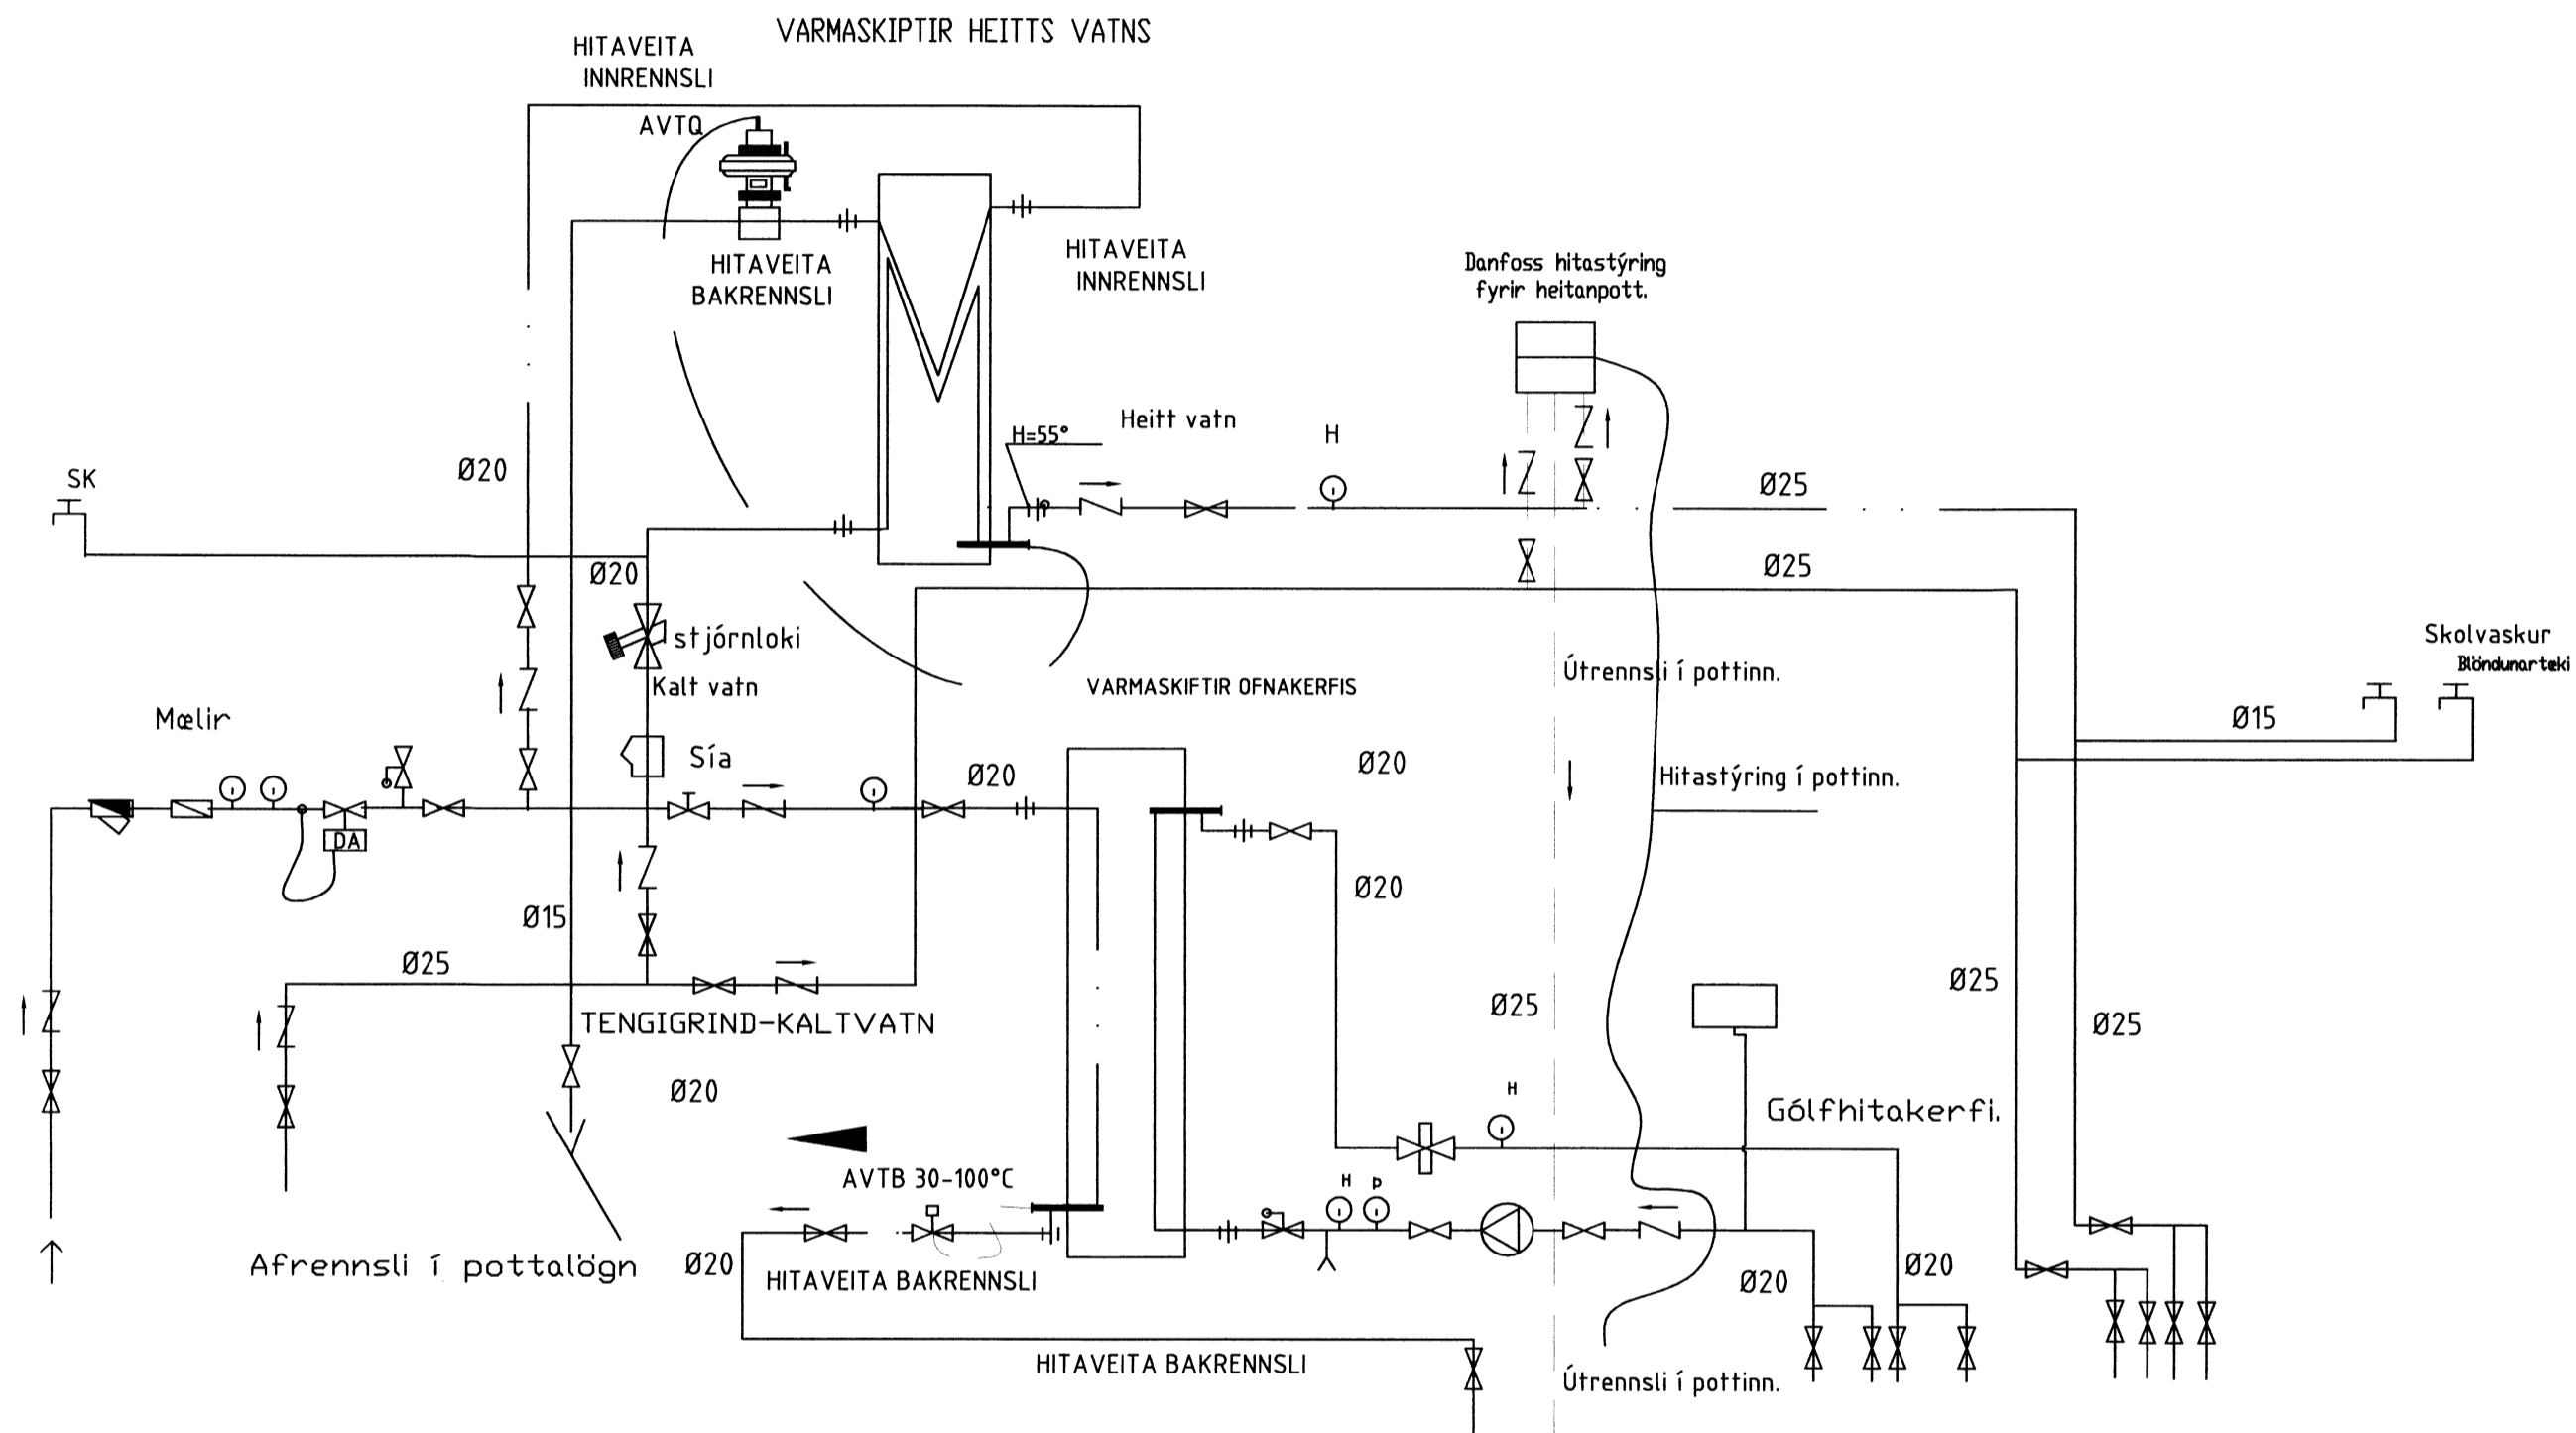 VARMASKIPTIR HEITTS VATNS
HITAVEITA
INNRENNSLI
AVTQ
HITAVEITA
BAKRENNSLI
HITAVEITA
INNRENNSLI
Danfoss hitastýring
fyrir heitanpott.
H=55°
Heitt vatn
H
Ø20
SK
Ø25
Ø20
Ø25
stjórnloki
Kalt vatn
Skolvaskur
Blöndunartæki
Útrennsli í pottinn.
VARMASKIFTIR OFNAKERFIS
Mælir
Ø15
Sía
Ø20
Ø20
Hitastýring í pottinn.
DA
Ø20
Ø15
Ø25
Ø25
Ø25
Ø25
TENGIGRIND-KALTVATN
Ø20
H
Gólfhitakerfi.
AVTB 30-100°C
H
P
Afrennsli í pottalögn
Ø20
HITAVEITA BAKRENNSLI
Ø20
Ø20
HITAVEITA BAKRENNSLI
Útrennsli í pottinn.